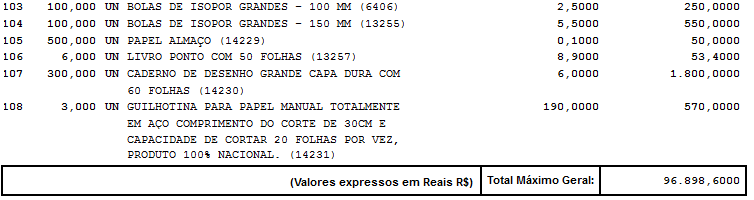 103 100,000 UN BOLAS DE ISOPOR GRANDES - 100 MM (6406) 2,5000 250,0000
104 100,000 UN BOLAS DE ISOPOR GRANDES - 150 MM (13255) 5,5000 550,0000
105 500,000 UN PAPEL ALMAÇO (14229) 0,1000 50,0000
106 6,000 UN LIVRO PONTO COM 50 FOLHAS (13257) 8,9000 53,4000
107 300,000 UN CADERNO DE DESENHO GRANDE CAPA DURA COM 6,0000 1.800,0000
60 FOLHAS (14230)
108 3,000 UN GUILHOTINA PARA PAPEL MANUAL TOTALMENTE 190,0000 570,0000
EM AÇO COMPRIMENTO DO CORTE DE 30CM E
CAPACIDADE DE CORTAR 20 FOLHAS POR VEZ,
PRODUTO 100% NACIONAL. (14231)
(Valores expressos em Reais R$) Total Máximo Geral: 96.898,6000